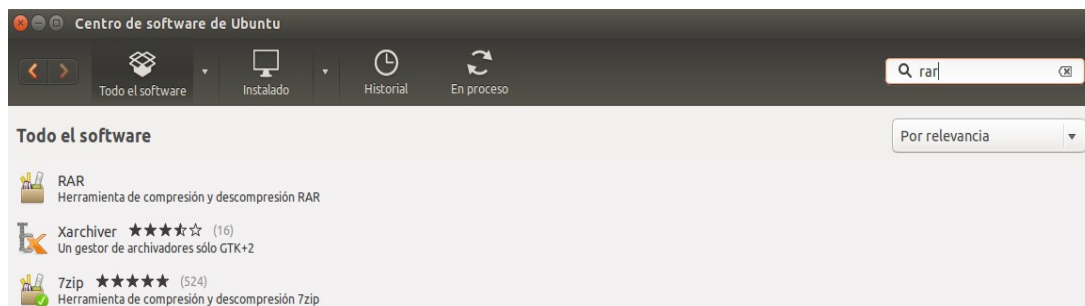 Centro de software de Ubuntu
Todo el software
Instalado
Historial
En proceso
rar
Todo el software
Por relevancia
RAR
Herramienta de compresión y descompresión RAR
Xarchiver (16)
Un gestor de archivadores sólo GTK+2
7zip (524)
Herramienta de compresión y descompresión 7zip